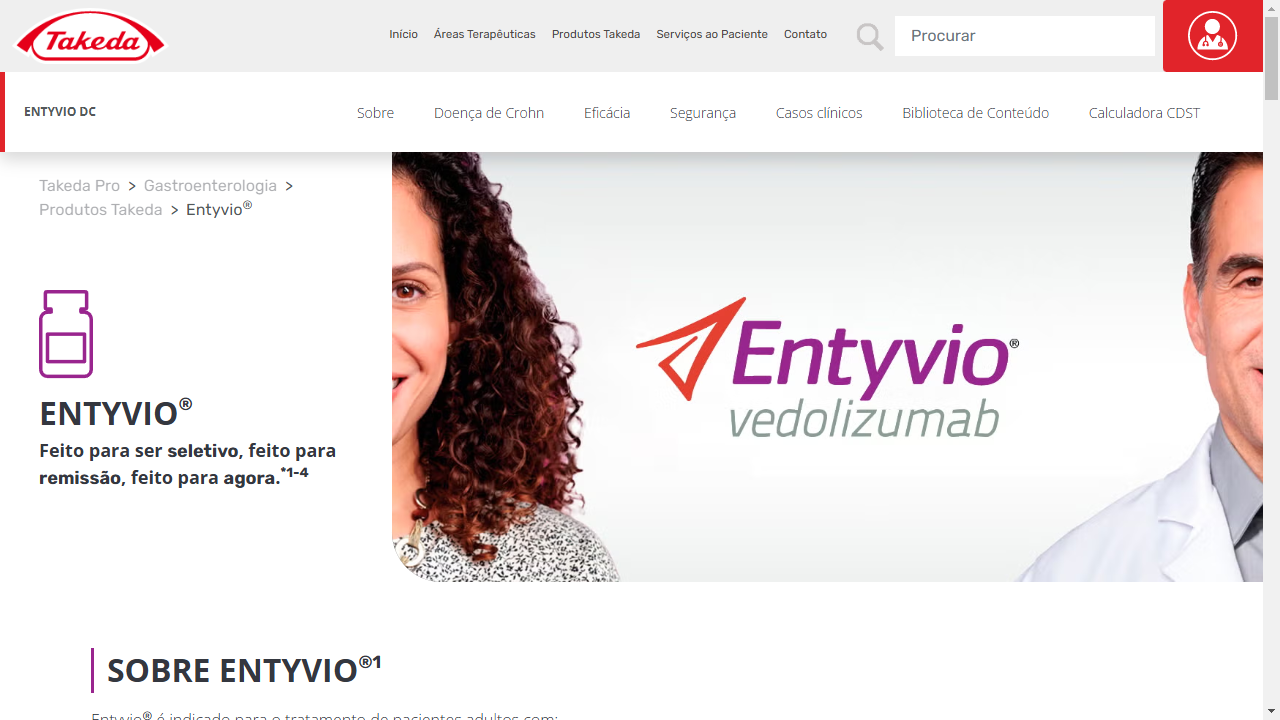 Takeda
Início Áreas Terapêuticas Produtos Takeda Serviços ao Paciente Contato Procurar
ENTYVIO DC Sobre Doença de Crohn Eficácia Segurança Casos clínicos Biblioteca de Conteúdo Calculadora CDST
Takeda Pro > Gastroenterologia >
Produtos Takeda > Entyvio®
ENTYVIO®
Feito para ser seletivo, feito para
remissão, feito para agora.*1-4
Entyvio®
vedolizumab
SOBRE ENTYVIO®1
Entyvio® é indicado para o tratamento de pacientes adultos com: